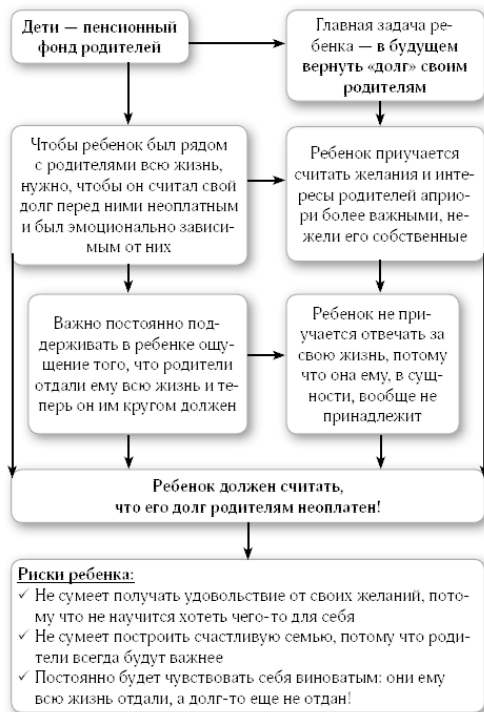 Дети — пенсионный
фонд родителей
Главная задача ре-
бенка — в будущем
вернуть «долг» своим
родителям
Чтобы ребенок был рядом
с родителями всю жизнь,
нужно, чтобы он считал свой
долг перед ними неоплатным
и был эмоционально зависи-
мым от них
Ребенок приучается
считать желания и инте-
ресы родителей априо-
ри более важными, не-
жели его собственные
Важно постоянно под-
держивать в ребенке ощу-
щение того, что родители
отдали ему всю жизнь и те-
перь он им кругом должен
Ребенок не при-
учается отвечать за
свою жизнь, потому
что она ему, в сущ-
ности, вообще не
принадлежит
Ребенок должен считать,
что его долг родителям неоплатен!
Риски ребенка:
✓ Не сумеет получать удовольствие от своих желаний, пото-
му что не научится хотеть чего-то для себя
✓ Не сумеет построить счастливую семью, потому что роди-
тели всегда будут важнее
✓ Постоянно будет чувствовать себя виноватым: они ему
всю жизнь отдали, а долг-то еще не отдан!